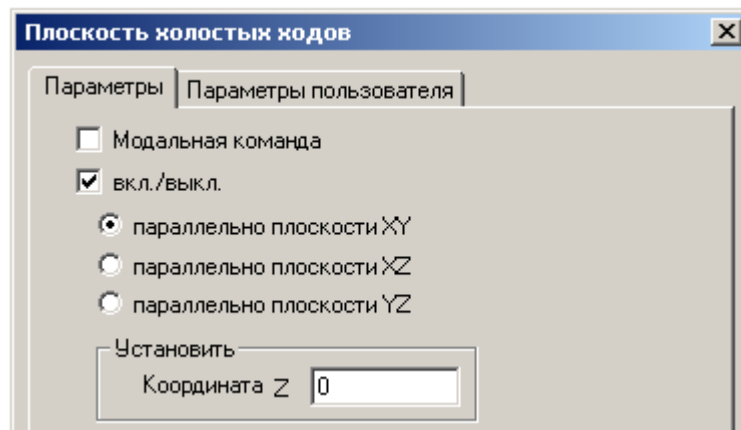 Плоскость холостых ходов
Параметры Параметры пользователя
Модальная команда
вкл./выкл.
параллельно плоскости XY
параллельно плоскости XZ
параллельно плоскости YZ
Установить
Координата Z 0